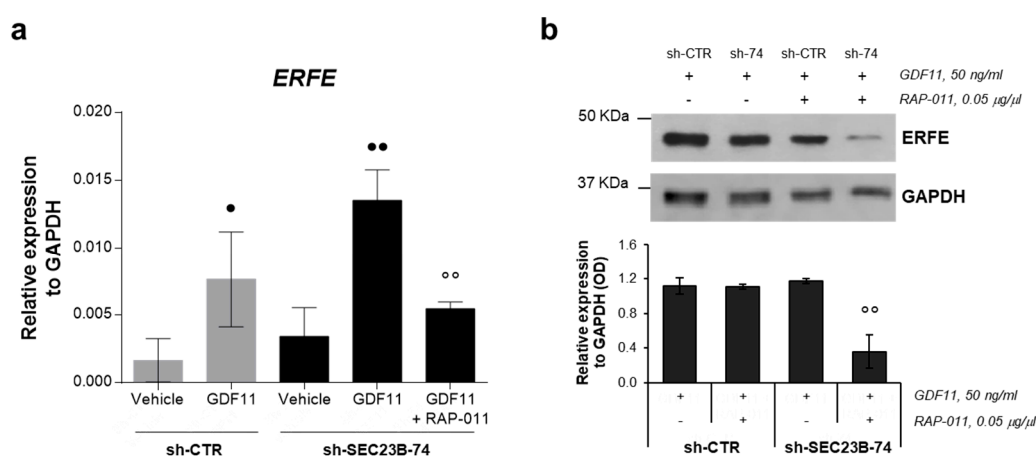 a
ERFE
Relative expression
to GAPDH
0.020
0.015
0.010
0.005
0.000
Vehicle GDF11 Vehicle GDF11 GDF11
+ RAP-011
sh-CTR sh-SEC23B-74
b
sh-CTR sh-74 sh-CTR sh-74
+ + + + GDF11, 50 ng/ml
- - + + RAP-011, 0.05 µg/µl
50 KDa
ERFE
37 KDa
GAPDH
Relative expression
to GAPDH (OD)
1.6
1.2
0.8
0.4
0.0
+ + + + GDF11, 50 ng/ml
- + - + RAP-011, 0.05 µg/µl
sh-CTR sh-SEC23B-74